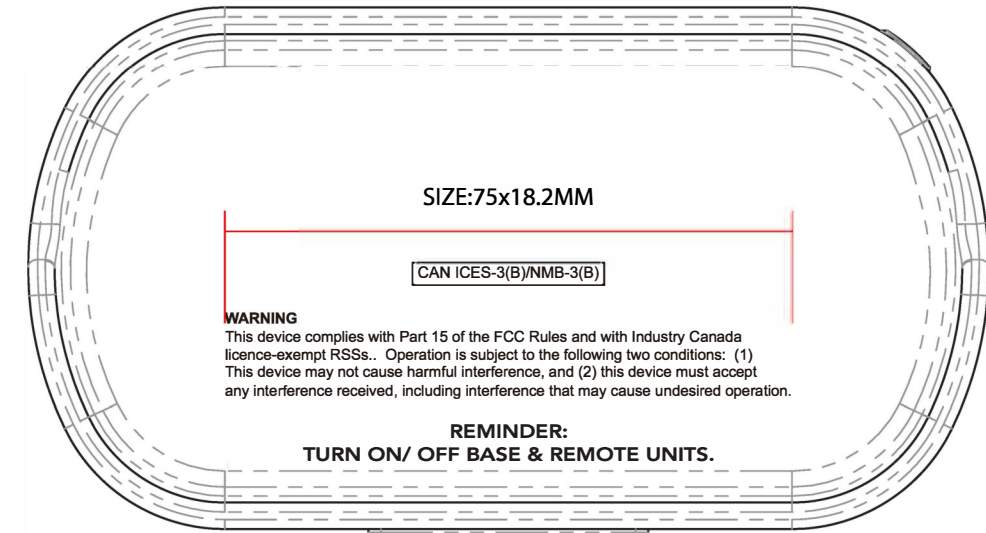 SIZE:75x18.2MM
CAN ICES-3(B)/NMB-3(B)
WARNING
This device complies with Part 15 of the FCC Rules and with Industry Canada
licence-exempt RSSs.. Operation is subject to the following two conditions: (1)
This device may not cause harmful interference, and (2) this device must accept
any interference received, including interference that may cause undesired operation.
REMINDER:
TURN ON/ OFF BASE & REMOTE UNITS.